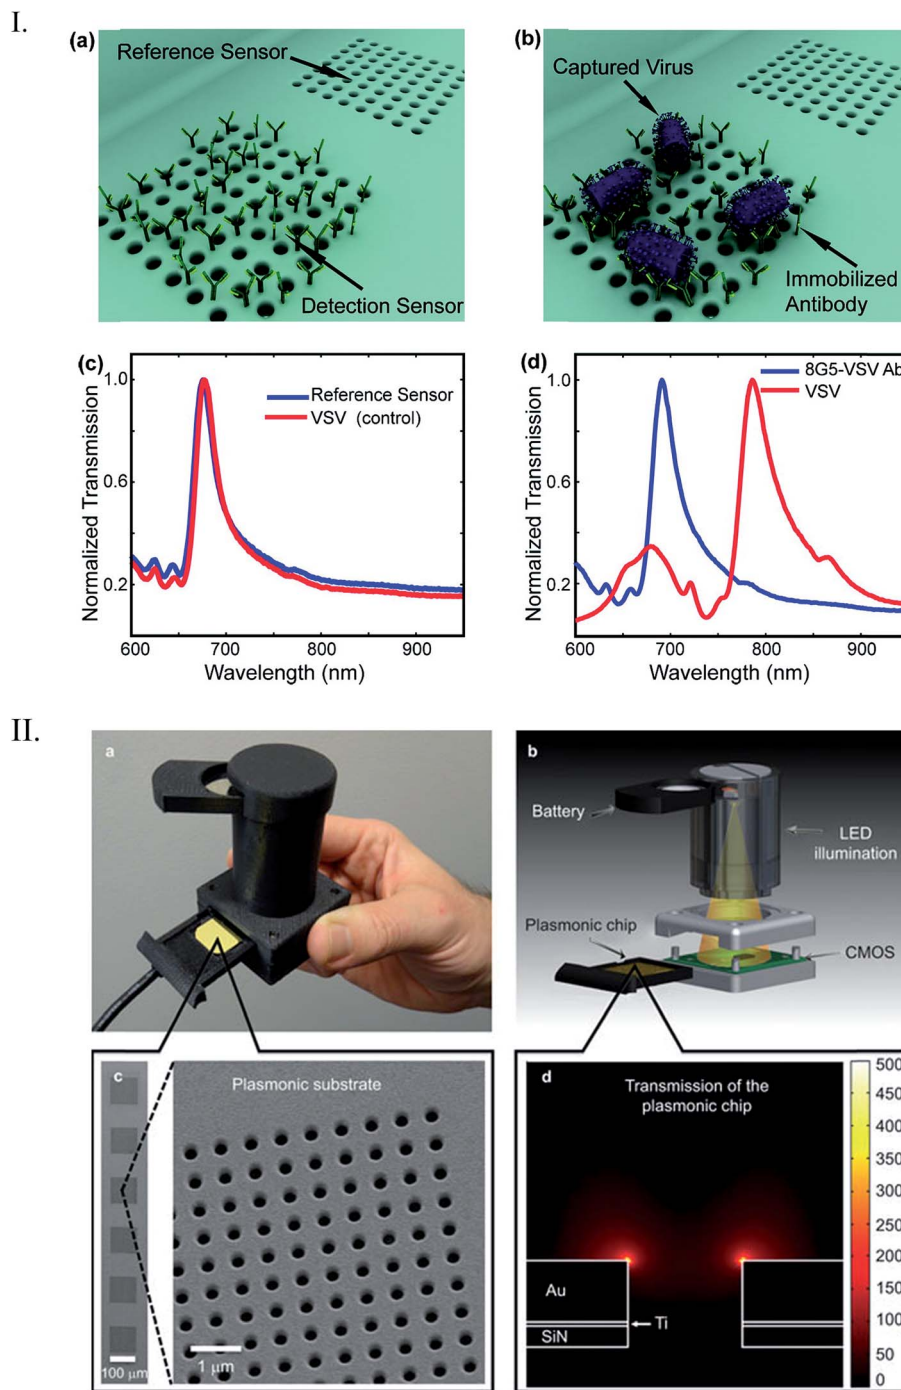 I.
(a)
Reference Sensor
Detection Sensor
(b)
Captured Virus
Immobilized
Antibody
(c)
Normalized Transmission
1.0
0.6
0.2
Reference Sensor
VSV (control)
600
700
800
900
Wavelength (nm)
(d)
Normalized Transmission
1.0
0.6
0.2
8G5-VSV Ab
VSV
600
700
800
900
Wavelength (nm)
II.
a
b
Battery
LED
illumination
Plasmonic chip
CMOS
c
Plasmonic substrate
100 μm
1 μm
d
Transmission of the
plasmonic chip
Au
Ti
SiN
500
450
400
350
300
250
200
150
100
50
0